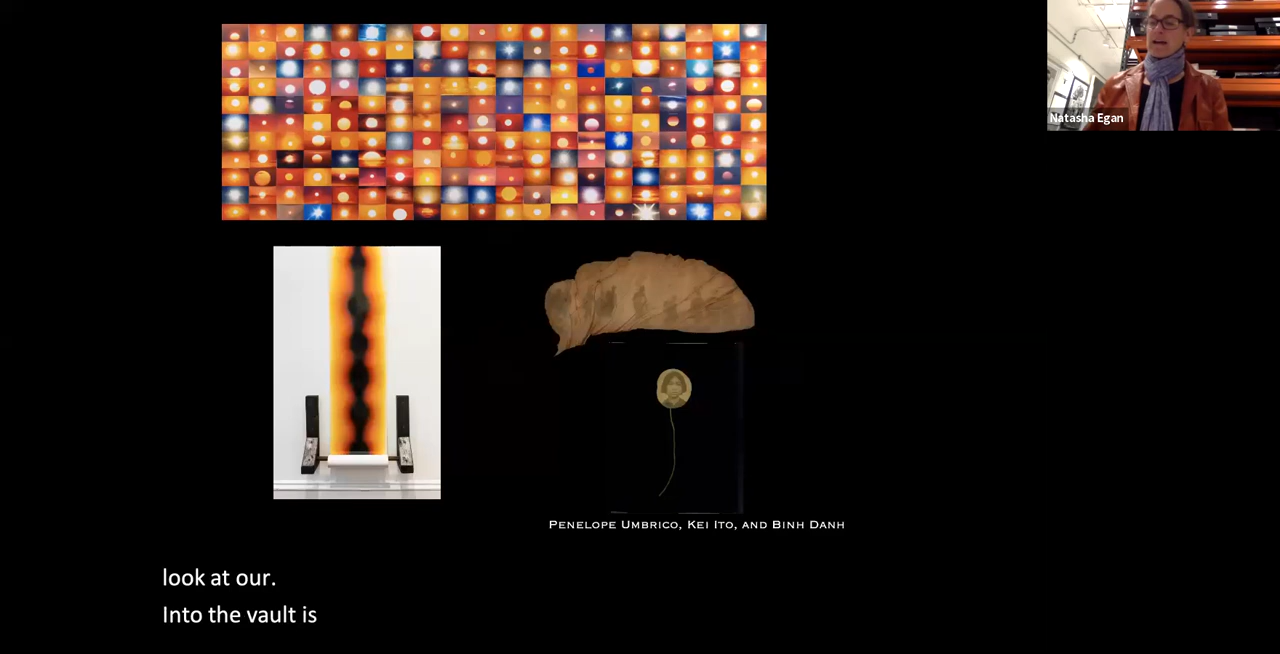 Natasha Egan
Penelope Umbrico, Kei Ito, and Binh Danh
look at our.
Into the vault is